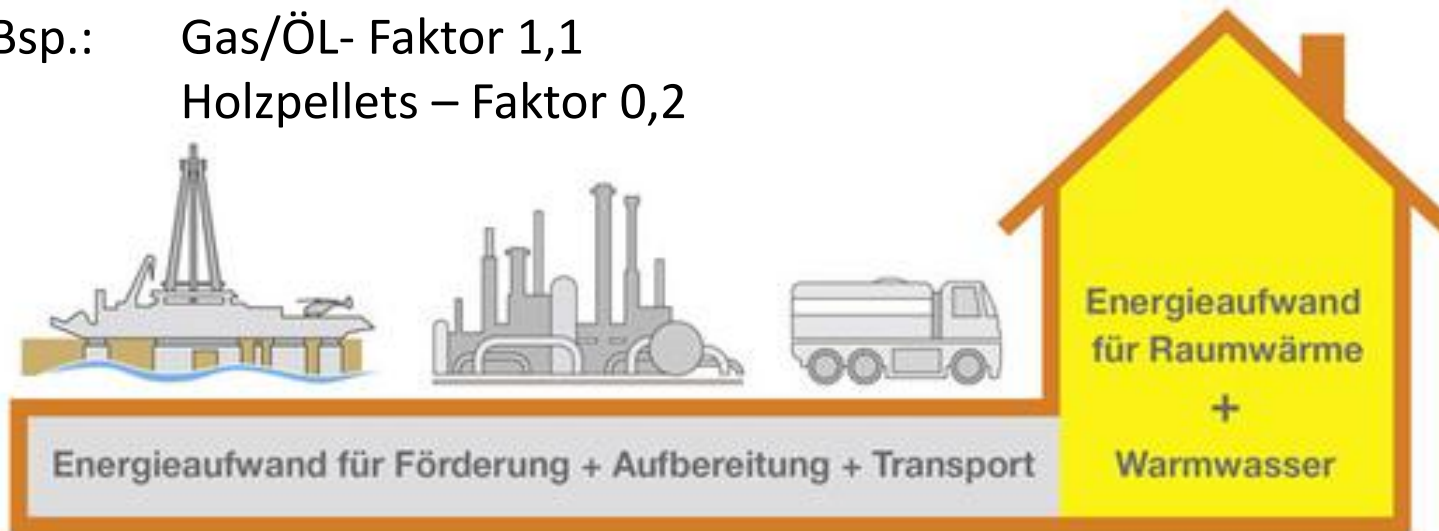 Bsp.: Gas/ÖL- Faktor 1,1
Holzpellets – Faktor 0,2
Energieaufwand
für Raumwärme
+
Warmwasser
Energieaufwand für Förderung + Aufbereitung + Transport